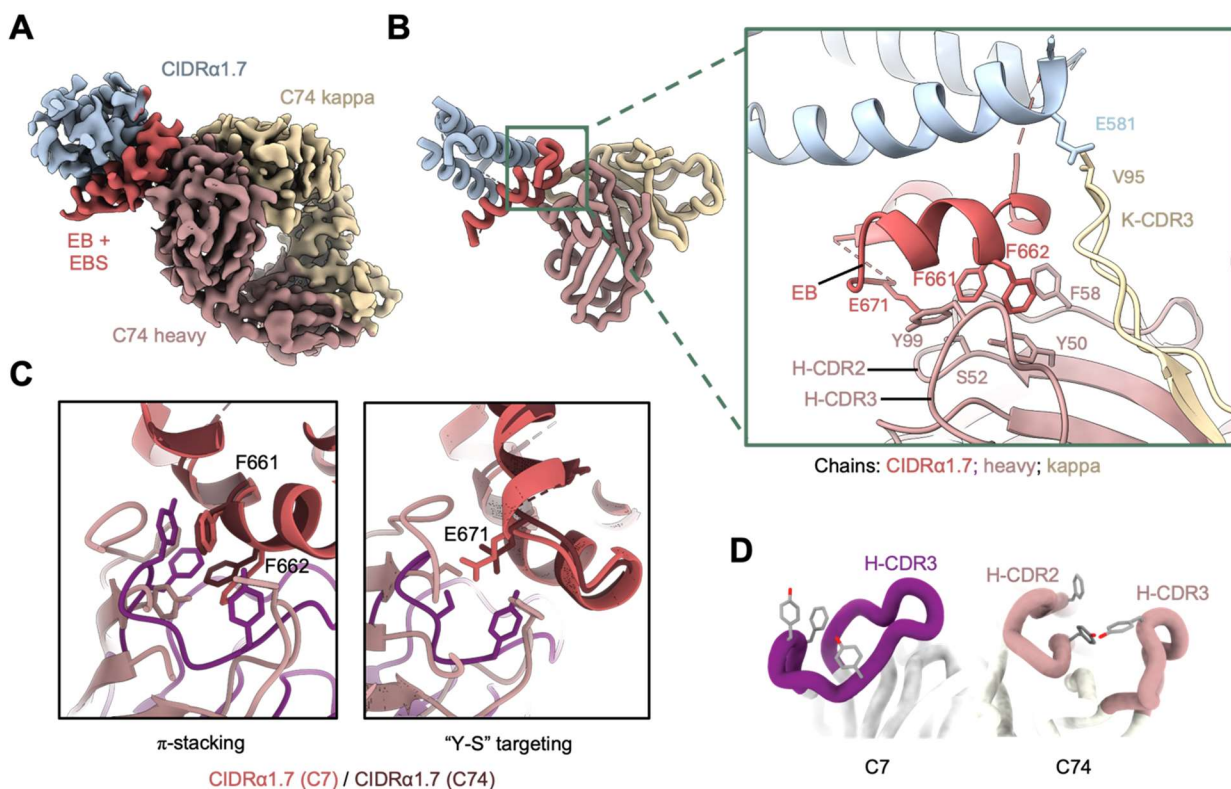 A
CIDRα1.7
C74 kappa
EB +
EBS
C74 heavy
B
E581
V95
K-CDR3
F662
F661
EB
E671
F58
Y99
Y50
H-CDR2
S52
H-CDR3
Chains: CIDRα1.7; heavy; kappa
C
F661
F662
π-stacking
E671
"Y-S" targeting
CIDRα1.7 (C7) / CIDRα1.7 (C74)
D
H-CDR3
C7
H-CDR2
H-CDR3
C74